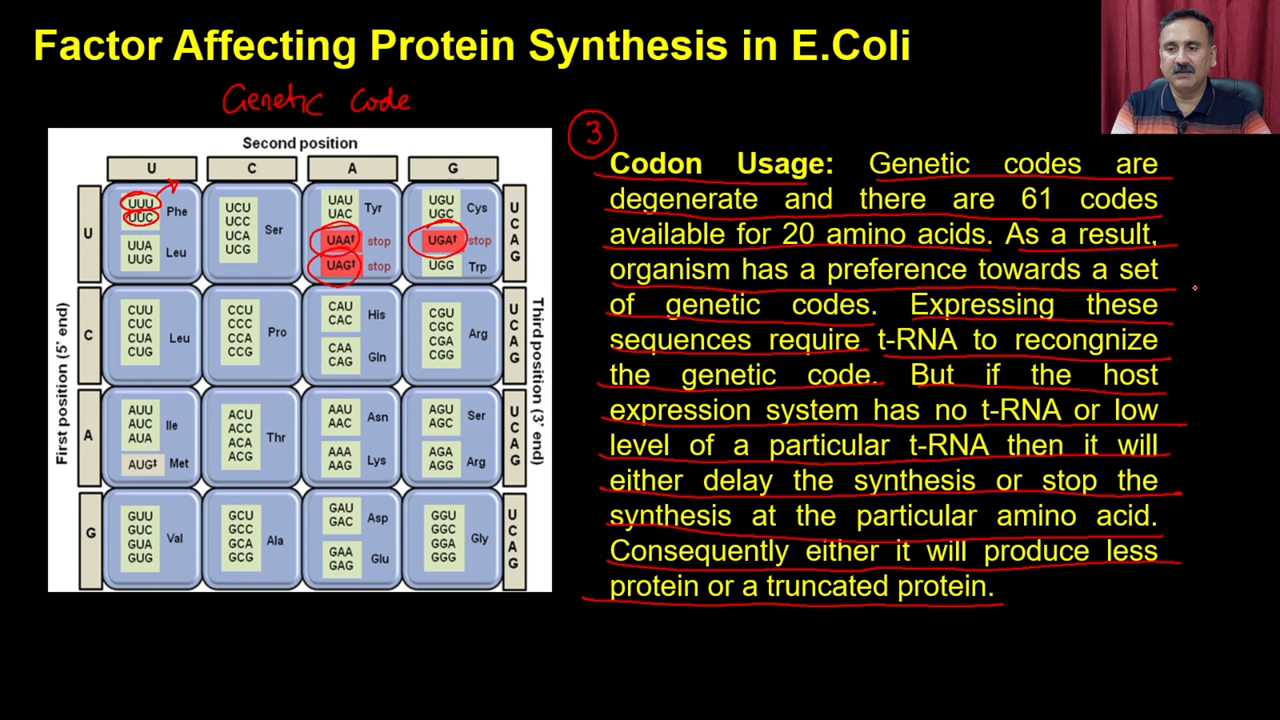 Factor Affecting Protein Synthesis in E.Coli
Genetic Code
Second position
U C A G
First position (5' end)
Third position (3' end)
U
UUU
UUC
Phe
UUA
UUG
Leu
UCU
UCC
UCA
UCG
Ser
UAU
UAC
Tyr
UAA† stop
UAG† stop
UGU
UGC
Cys
UGA† stop
UGG Trp
U
C
A
G
C
CUU
CUC
CUA
CUG
Leu
CCU
CCC
CCA
CCG
Pro
CAU
CAC
His
CAA
CAG
Gln
CGU
CGC
CGA
CGG
Arg
U
C
A
G
A
AUU
AUC
AUA
Ile
AUG‡ Met
ACU
ACC
ACA
ACG
Thr
AAU
AAC
Asn
AAA
AAG
Lys
AGU
AGC
Ser
AGA
AGG
Arg
U
C
A
G
G
GUU
GUC
GUA
GUG
Val
GCU
GCC
GCA
GCG
Ala
GAU
GAC
Asp
GAA
GAG
Glu
GGU
GGC
GGA
GGG
Gly
U
C
A
G
3
Codon Usage: Genetic codes are
degenerate and there are 61 codes
available for 20 amino acids. As a result,
organism has a preference towards a set
of genetic codes. Expressing these
sequences require t-RNA to recongnize
the genetic code. But if the host
expression system has no t-RNA or low
level of a particular t-RNA then it will
either delay the synthesis or stop the
synthesis at the particular amino acid.
Consequently either it will produce less
protein or a truncated protein.